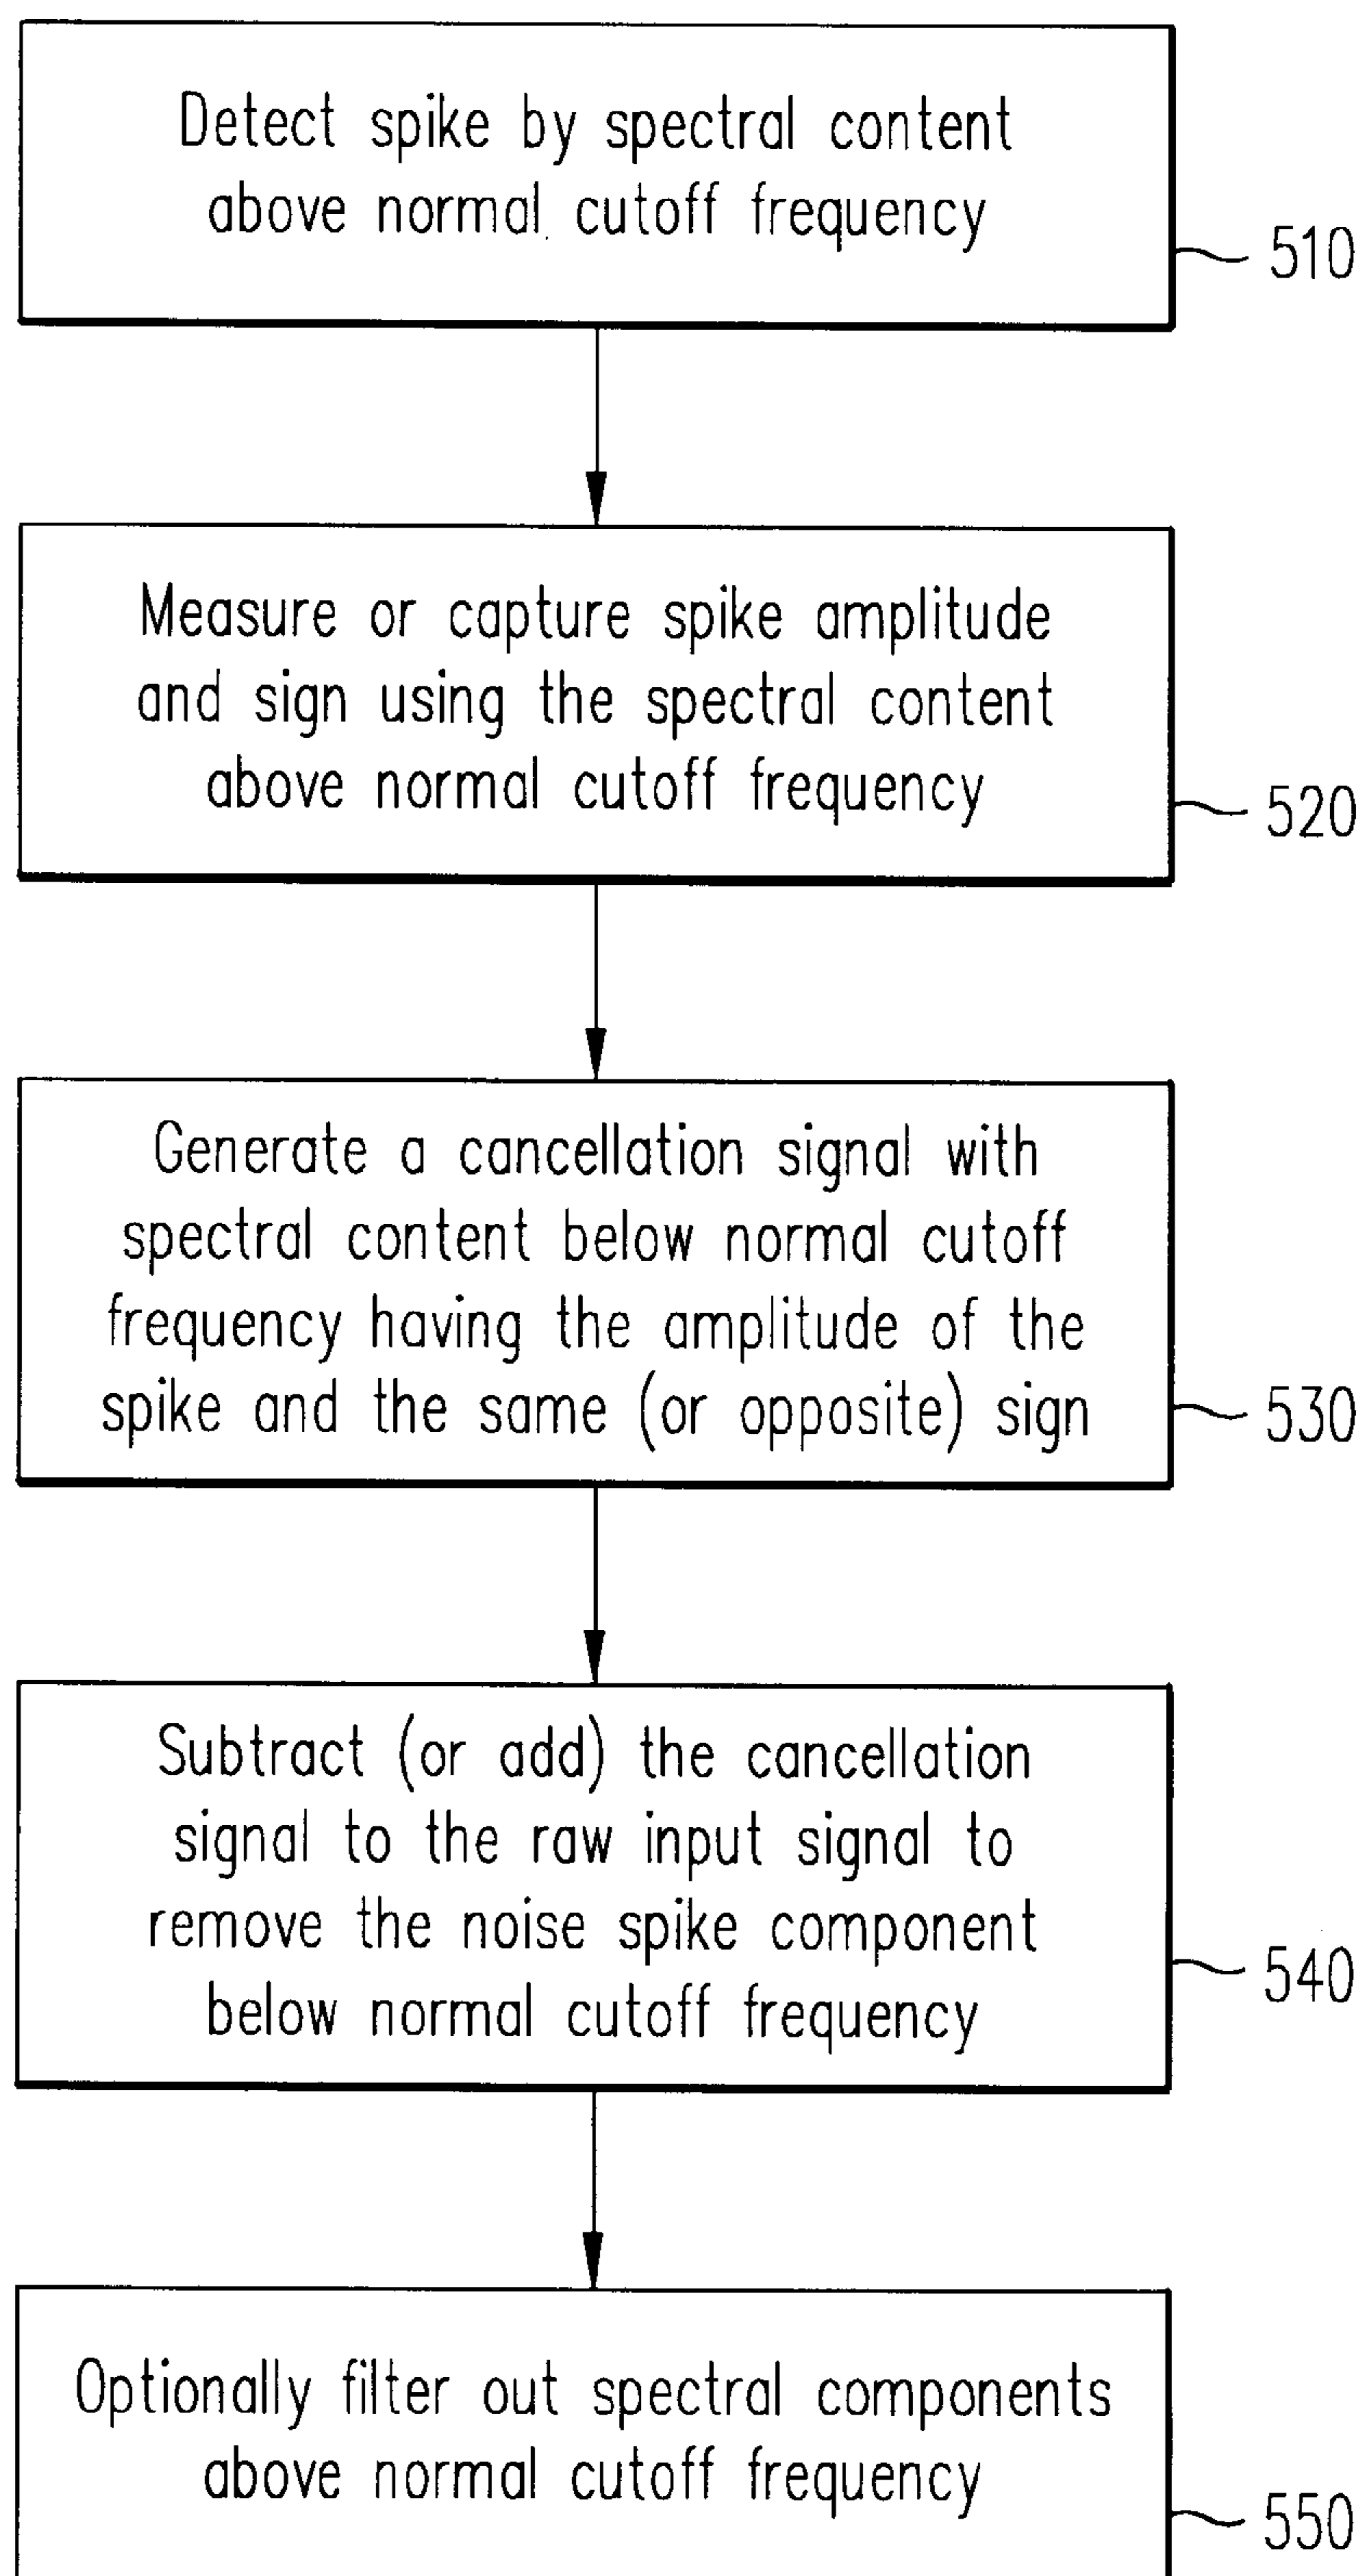 Detect spike by spectral content
above normal cutoff frequency
510
Measure or capture spike amplitude
and sign using the spectral content
above normal cutoff frequency
520
Generate a cancellation signal with
spectral content below normal cutoff
frequency having the amplitude of the
spike and the same (or opposite) sign
530
Subtract (or add) the cancellation
signal to the raw input signal to
remove the noise spike component
below normal cutoff frequency
540
Optionally filter out spectral components
above normal cutoff frequency
550